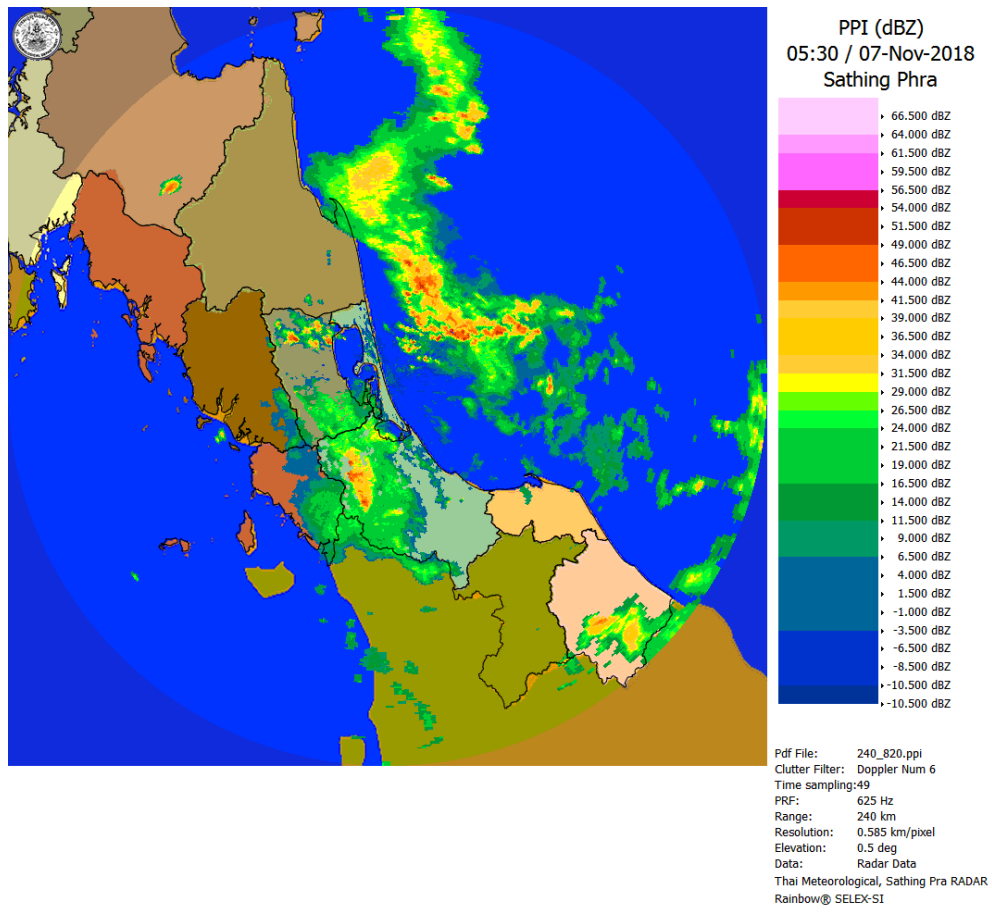 PPI (dBZ)
05:30 / 07-Nov-2018
Sathing Phra
66.500 dBZ
64.000 dBZ
61.500 dBZ
59.500 dBZ
56.500 dBZ
54.000 dBZ
51.500 dBZ
49.000 dBZ
46.500 dBZ
44.000 dBZ
41.500 dBZ
39.000 dBZ
36.500 dBZ
34.000 dBZ
31.500 dBZ
29.000 dBZ
26.500 dBZ
24.000 dBZ
21.500 dBZ
19.000 dBZ
16.500 dBZ
14.000 dBZ
11.500 dBZ
9.000 dBZ
6.500 dBZ
4.000 dBZ
1.500 dBZ
-1.000 dBZ
-3.500 dBZ
-6.500 dBZ
-8.500 dBZ
-10.500 dBZ
-10.500 dBZ
Pdf File: 240_820.ppi
Clutter Filter: Doppler Num 6
Time sampling:49
PRF: 625 Hz
Range: 240 km
Resolution: 0.585 km/pixel
Elevation: 0.5 deg
Data: Radar Data
Thai Meteorological, Sathing Pra RADAR
Rainbow® SELEX-SI